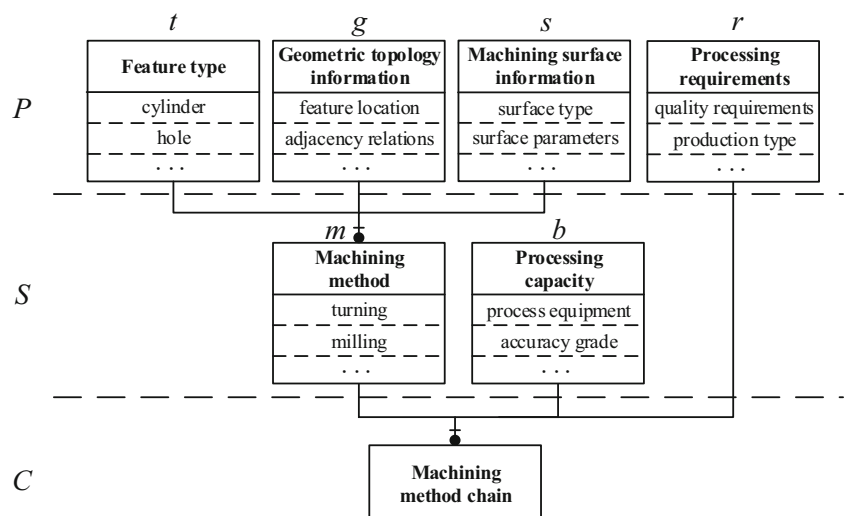 t
g
s
r
Feature type
Geometric topology
information
Machining surface
information
Processing
requirements
P
cylinder
feature location
surface type
quality requirements
hole
adjacency relations
surface parameters
production type
. . .
. . .
. . .
. . .
m
b
Machining
method
Processing
capacity
S
turning
process equipment
milling
accuracy grade
. . .
. . .
C
Machining
method chain